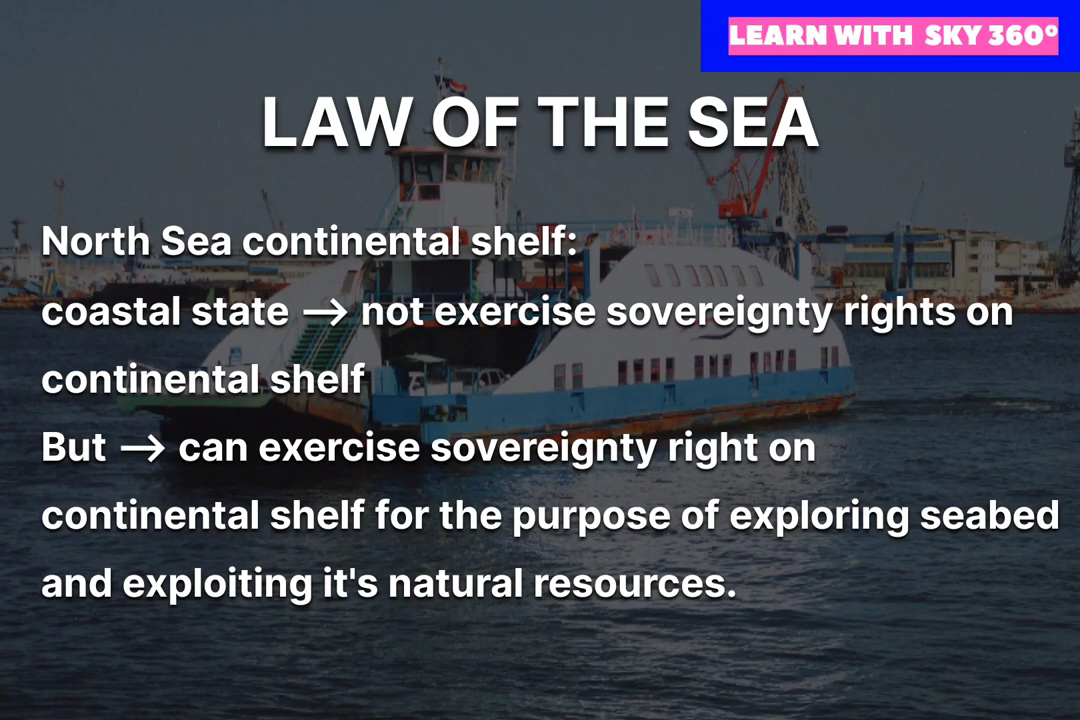 LEARN WITH SKY 360°
LAW OF THE SEA
North Sea continental shelf:
coastal state → not exercise sovereignty rights on
continental shelf
But → can exercise sovereignty right on
continental shelf for the purpose of exploring seabed
and exploiting it's natural resources.